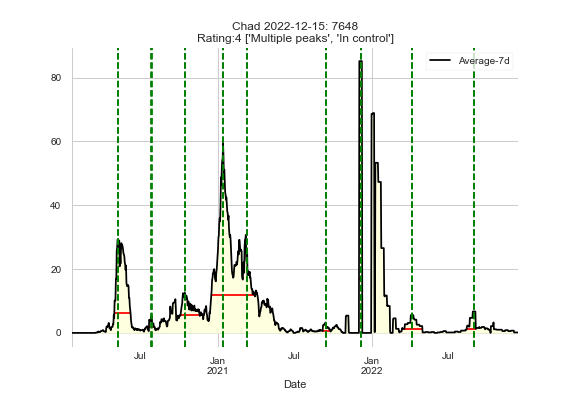 Chad 2022-12-15: 7648
Rating:4 ['Multiple peaks', 'In control']
Average-7d
80
60
40
20
0
Jul
Jan
2021
Jul
Jan
2022
Jul
Date